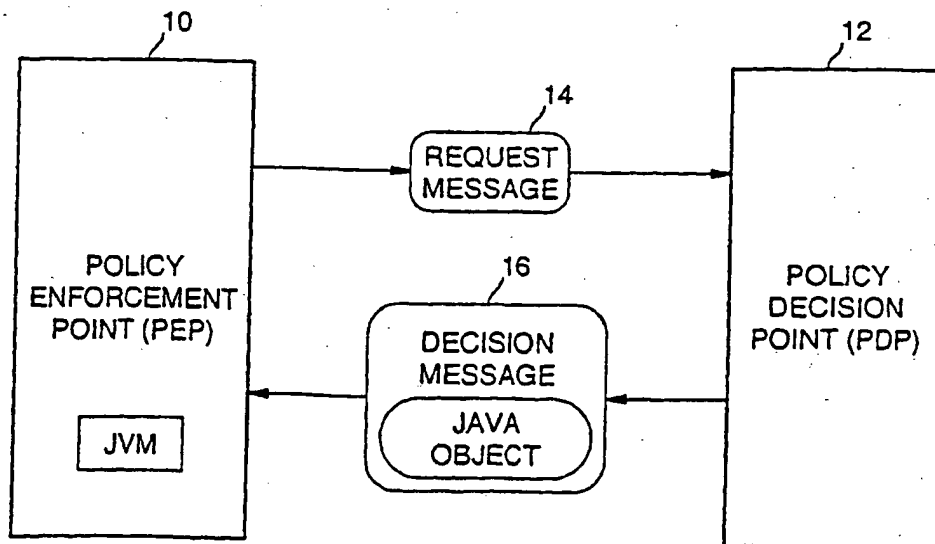 10
12
14
REQUEST
MESSAGE
POLICY
ENFORCEMENT
POINT (PEP)
16
DECISION
MESSAGE
JAVA
OBJECT
POLICY
DECISION
POINT (PDP)
JVM